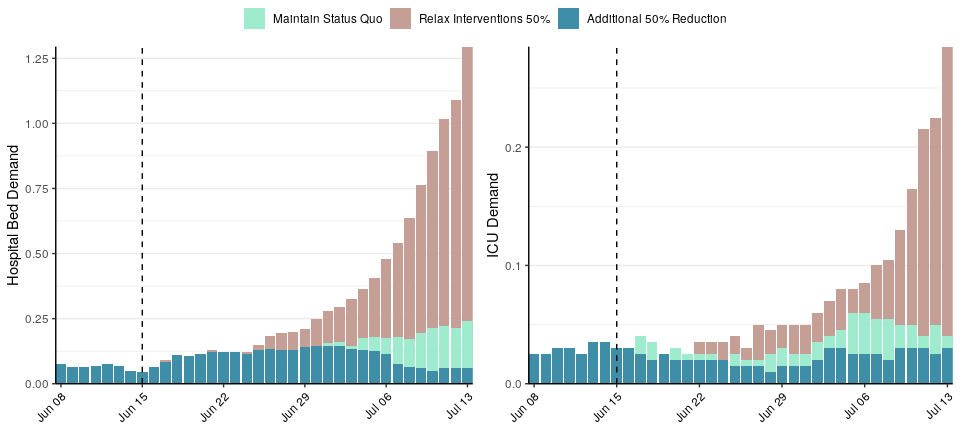 Maintain Status Quo Relax Interventions 50% Additional 50% Reduction
Hospital Bed Demand
1.25
1.00
0.75
0.50
0.25
0.00
Jun 08 Jun 15 Jun 22 Jun 29 Jul 06 Jul 13
ICU Demand
0.2
0.1
0.0
Jun 08 Jun 15 Jun 22 Jun 29 Jul 06 Jul 13